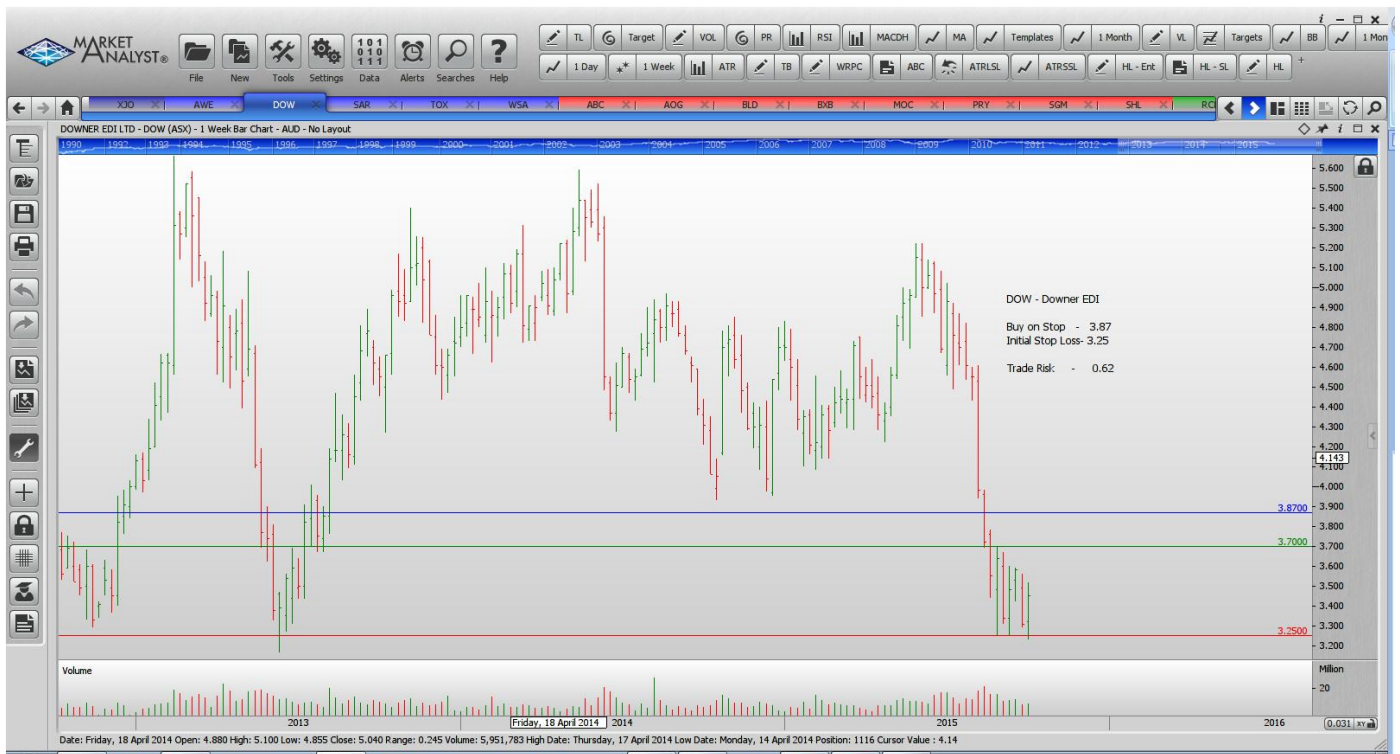 i
MARKET ANALYST®
File New Tools Settings Data Alerts Searches Help
TL Target VOL PR RSI MACDH MA Templates 1 Month VL Targets BB 1 Mon
1 Day 1 Week ATR TB WRPC ABC ATRLSL ATRSSL HL - Ent HL - SL HL +
XJO AWE DOW SAR TOX WSA ABC AOG BLD BXB MOC PRY SGM SHL
DOWNER EDI LTD - DOW (ASX) - 1 Week Bar Chart - AUD - No Layout
1990 1992 1993 1994 1995 1996 1997 1998 1999 2000 2001 2002 2003 2004 2005 2006 2007 2008 2009 2010 2011 2012 2013 2014 2015
5.600
5.500
5.400
5.300
5.200
5.100
5.000
4.900
4.800
4.700
4.600
4.500
4.400
4.300
4.200
4.143
4.100
4.000
3.900
3.800
3.700
3.600
3.500
3.400
3.300
3.200
DOW - Downer EDI
Buy on Stop - 3.87
Initial Stop Loss- 3.25
Trade Risk - 0.62
3.8700
3.7000
3.2500
Volume
Million
20
2013 Friday, 18 April 2014 2014 2015 2016 0.031 XY
Date: Friday, 18 April 2014 Open: 4.880 High: 5.100 Low: 4.855 Close: 5.040 Range: 0.245 Volume: 5,951,783 High Date: Thursday, 17 April 2014 Low Date: Monday, 14 April 2014 Position: 1116 Cursor Value : 4.14